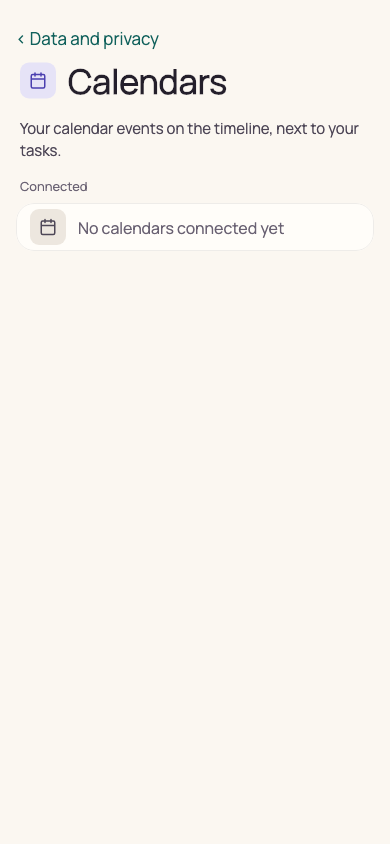 ‹ Data and privacy
Calendars
Your calendar events on the timeline, next to your
tasks.
Connected
No calendars connected yet